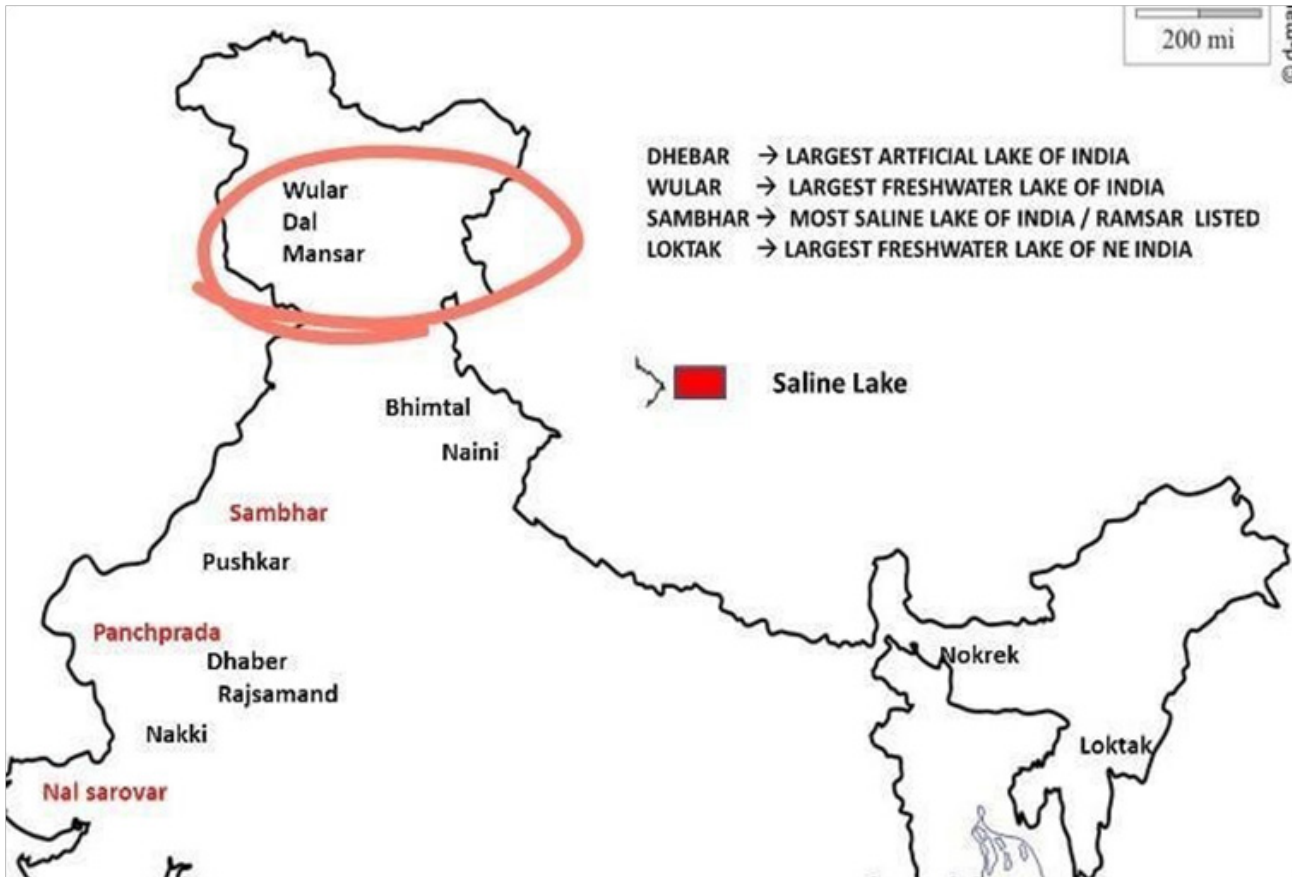 200 mi
© d-ma
Wular
Dal
Mansar
DHEBAR → LARGEST ARTFICIAL LAKE OF INDIA
WULAR → LARGEST FRESHWATER LAKE OF INDIA
SAMBHAR → MOST SALINE LAKE OF INDIA / RAMSAR LISTED
LOKTAK → LARGEST FRESHWATER LAKE OF NE INDIA
Saline Lake
Bhimtal
Naini
Sambhar
Pushkar
Panchprada
Dhaber
Rajsamand
Nakki
Nal sarovar
Nokrek
Loktak